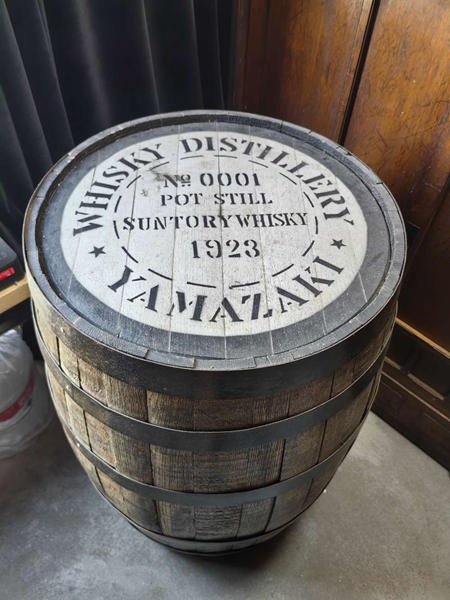 WHISKY DISTILLERY
No 0001
POT STILL
SUNTORY WHISKY
1923
YAMAZAKI